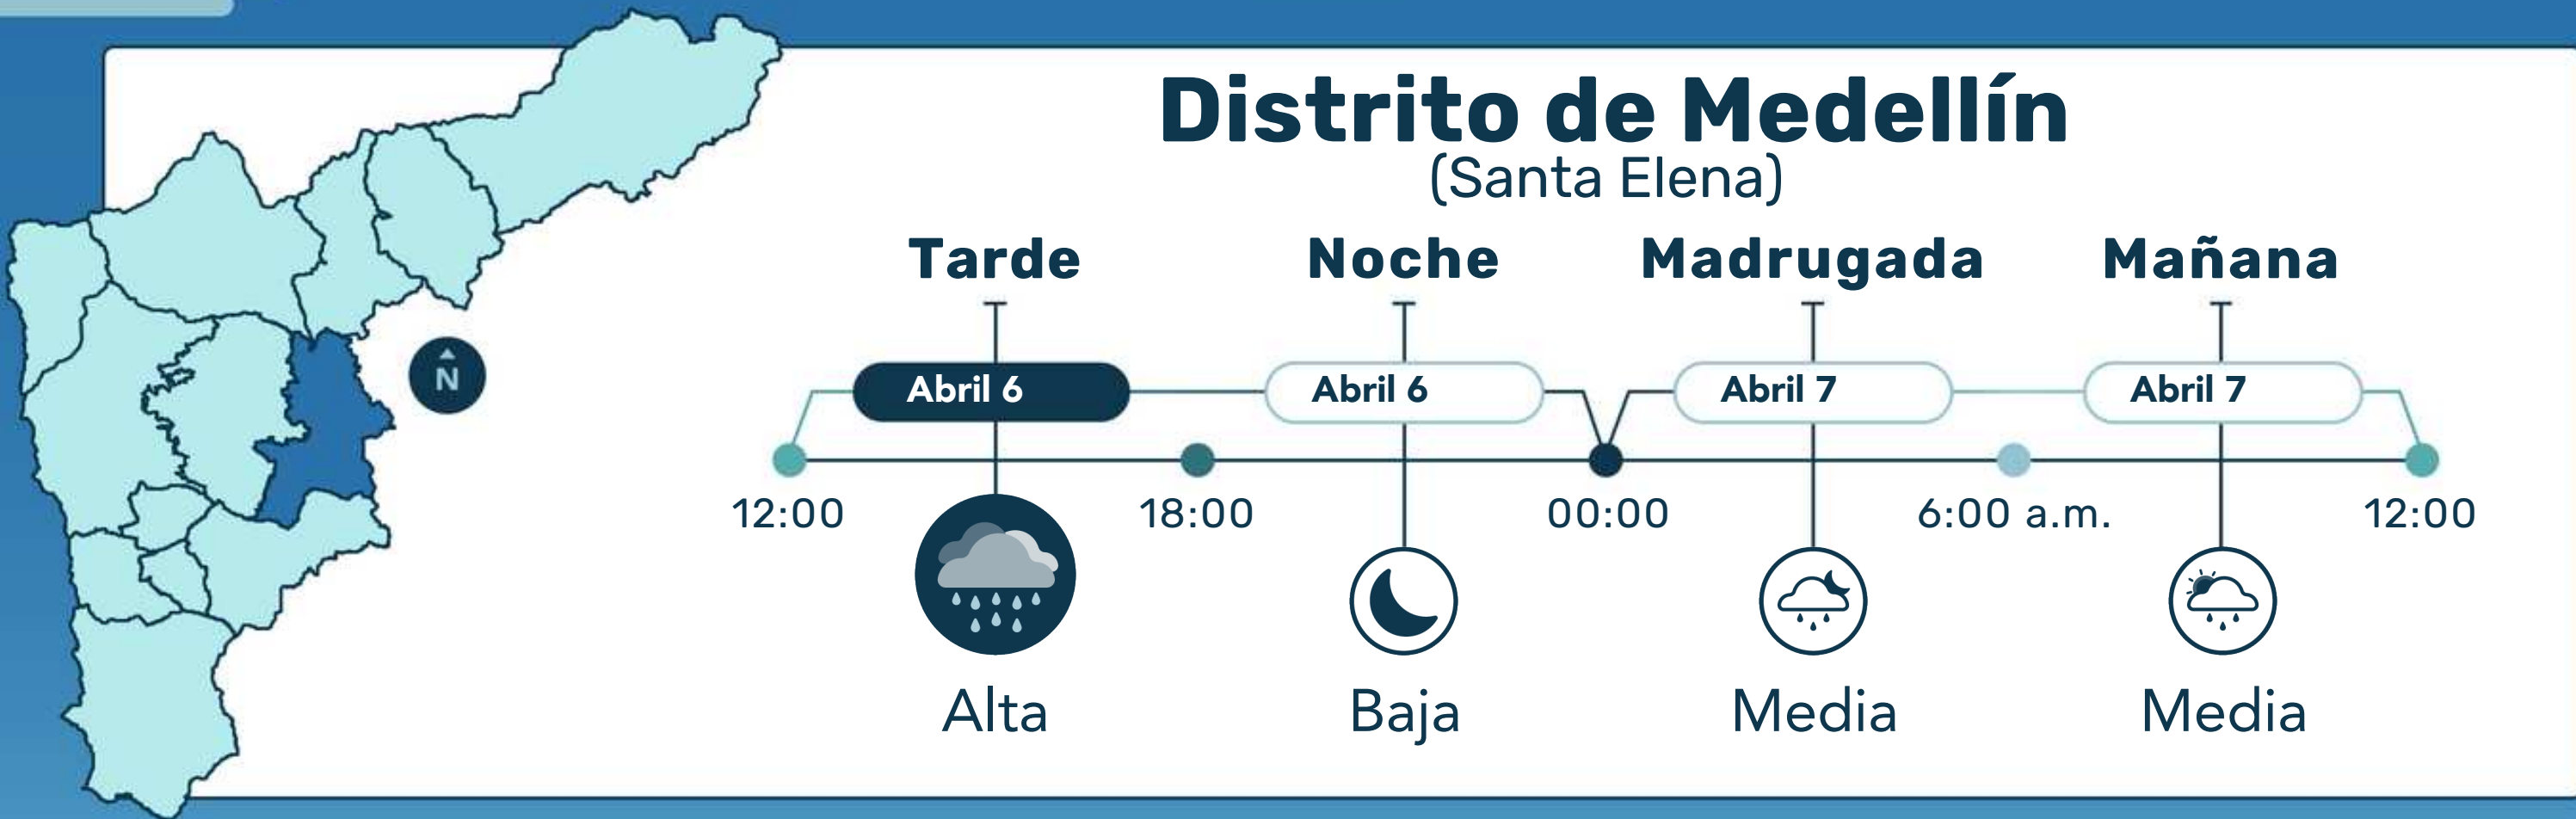 Distrito de Medellín
(Santa Elena)
Tarde Noche Madrugada Mañana
Abril 6 Abril 6 Abril 7 Abril 7
N
12:00 18:00 00:00 6:00 a.m. 12:00
Alta Baja Media Media